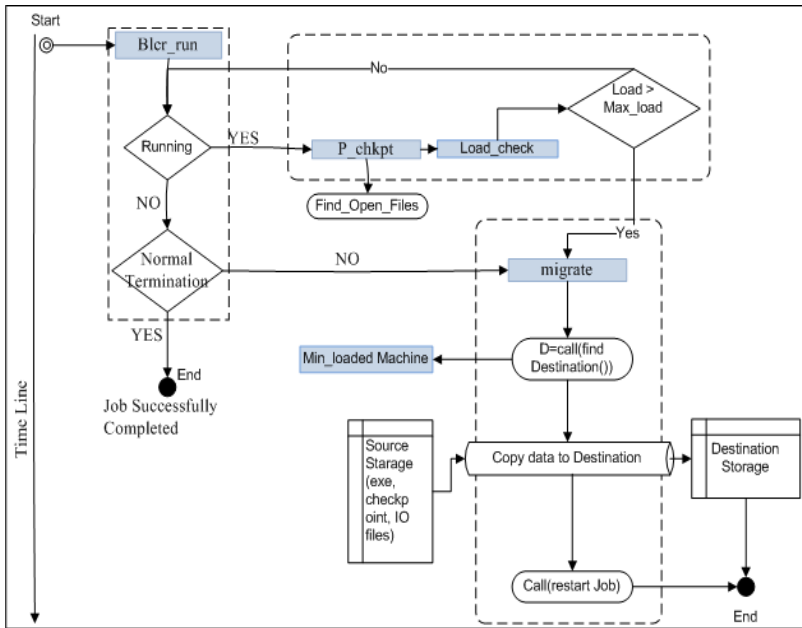 Start
Blcr_run
No
Load >
Max_load
Running
YES
P_chkpt
Load_check
NO
Find_Open_Files
Yes
Normal
Termination
NO
migrate
YES
Min_loaded Machine
D=call(find
Destination())
End
Job Successfully
Completed
Time Line
Source
Starage
(exe,
checkp
oint, IO
files)
Copy data to Destination
Destination
Storage
Call(restart Job)
End